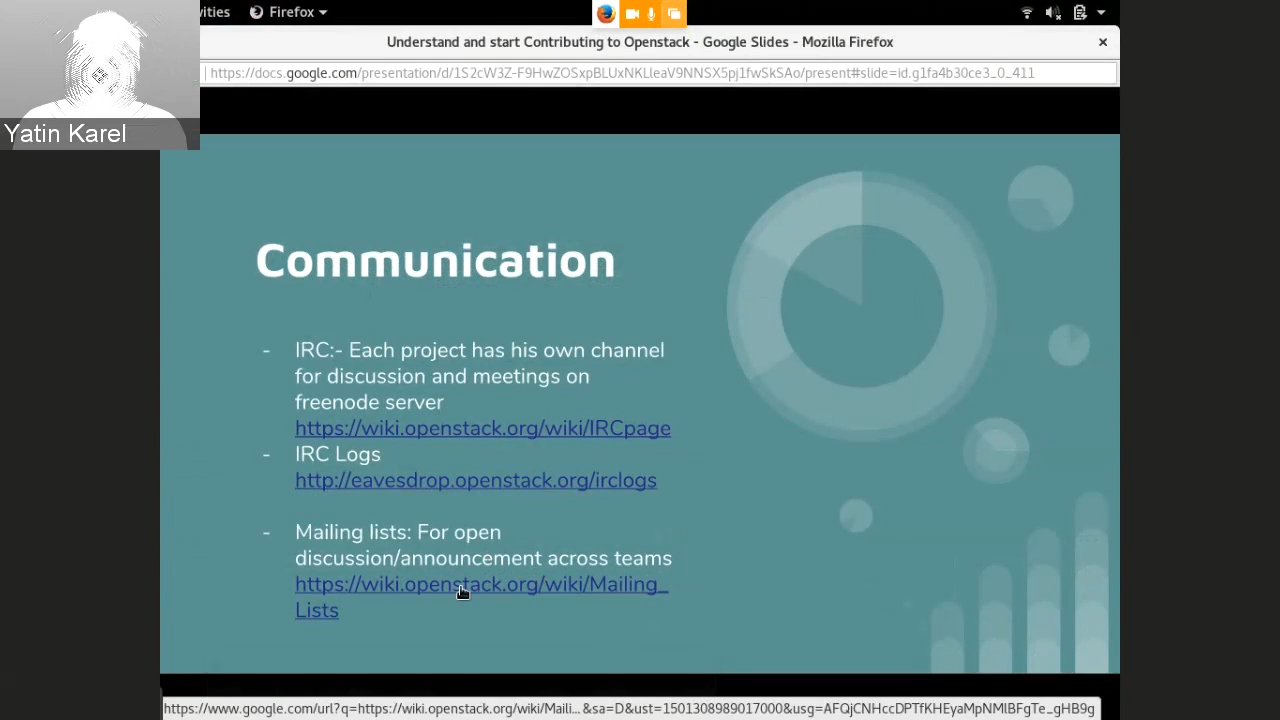 vities Firefox
Understand and start Contributing to Openstack - Google Slides - Mozilla Firefox
https://docs.google.com/presentation/d/1S2cW3Z-F9HwZOSxpBLUxNKLleaV9NNSX5pj1fwSkSAo/present#slide=id.g1fa4b30ce3_0_411
Yatin Karel
Communication
- IRC:- Each project has his own channel
for discussion and meetings on
freenode server
https://wiki.openstack.org/wiki/IRCpage
- IRC Logs
http://eavesdrop.openstack.org/irclogs
- Mailing lists: For open
discussion/announcement across teams
https://wiki.openstack.org/wiki/Mailing_
Lists
https://www.google.com/url?q=https://wiki.openstack.org/wiki/Maili... &sa=D&ust=1501308989017000&usg=AFQjCNHccDPTfKHEyaMpNMlBFgTe_gHB9g